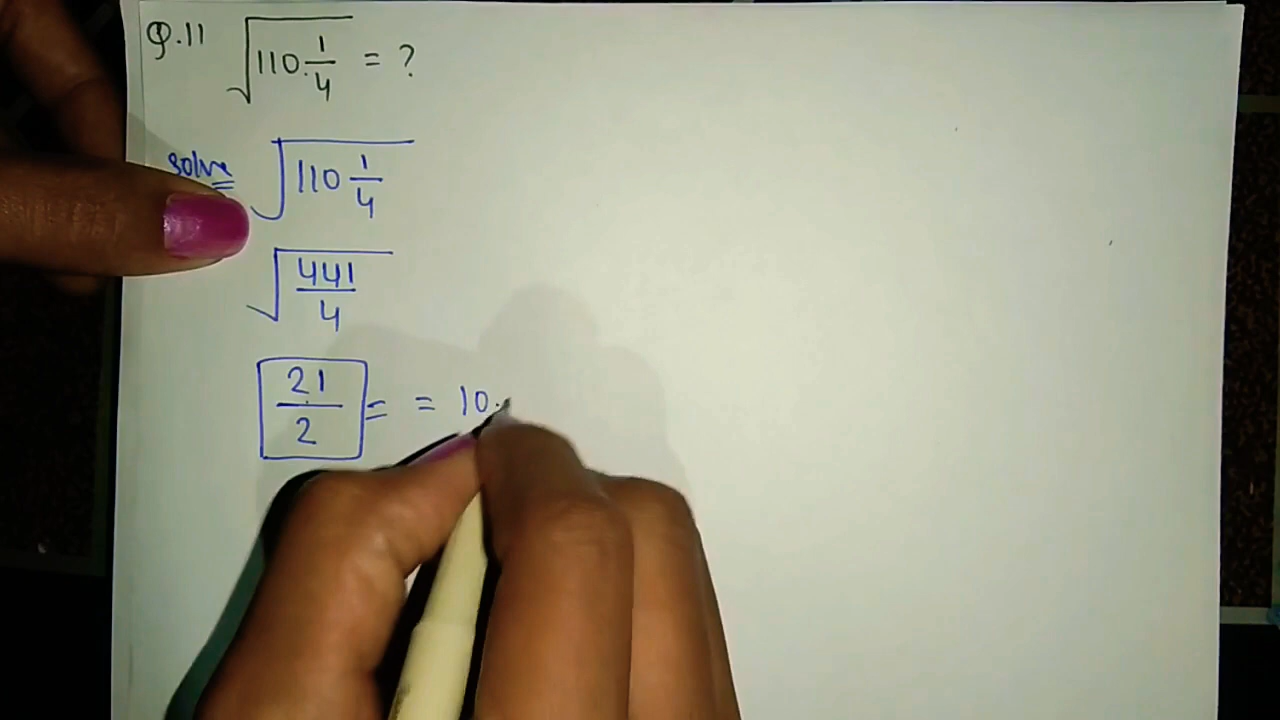 Q.11 √110 1/4 = ?
Solve √110 1/4
√441/4
21/2 = = 10.